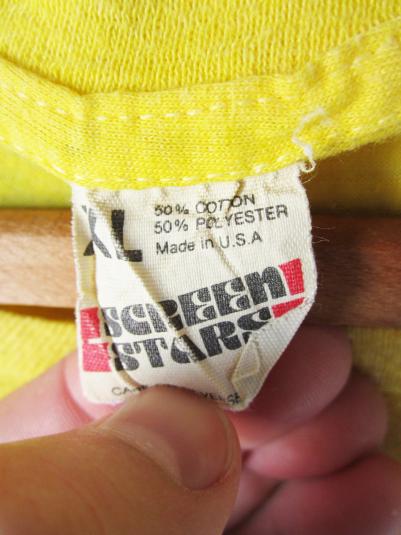 XL
50% COTTON
50% POLYESTER
Made in U.S.A
SCREEN
STARS